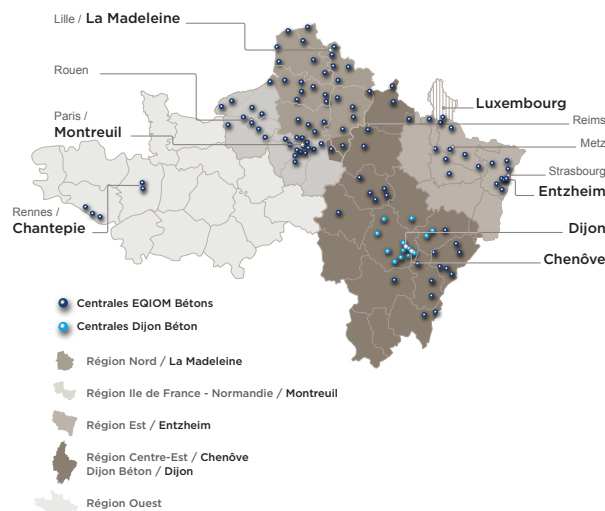 Lille / La Madeleine
Rouen
Paris /
Montreuil
Rennes /
Chantepie
Luxembourg
Reims
Metz
Strasbourg
Entzheim
Dijon
Chenôve
Centrales EQIOM Bétons
Centrales Dijon Béton
Région Nord / La Madeleine
Région Ile de France - Normandie / Montreuil
Région Est / Entzheim
Région Centre-Est / Chenôve
Dijon Béton / Dijon
Région Ouest